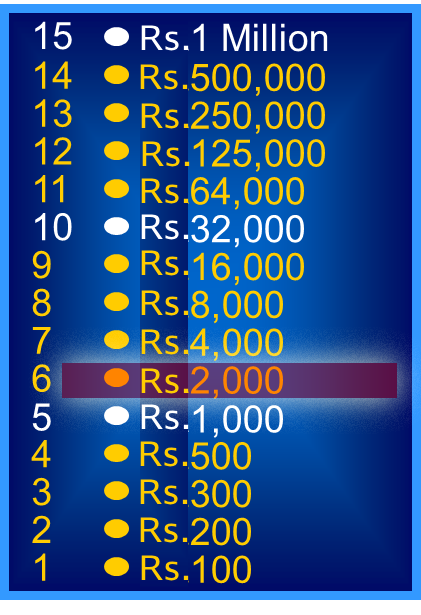 15 Rs.1 Million
14 Rs.500,000
13 Rs.250,000
12 Rs.125,000
11 Rs.64,000
10 Rs.32,000
9 Rs.16,000
8 Rs.8,000
7 Rs.4,000
6 Rs.2,000
5 Rs.1,000
4 Rs.500
3 Rs.300
2 Rs.200
1 Rs.100